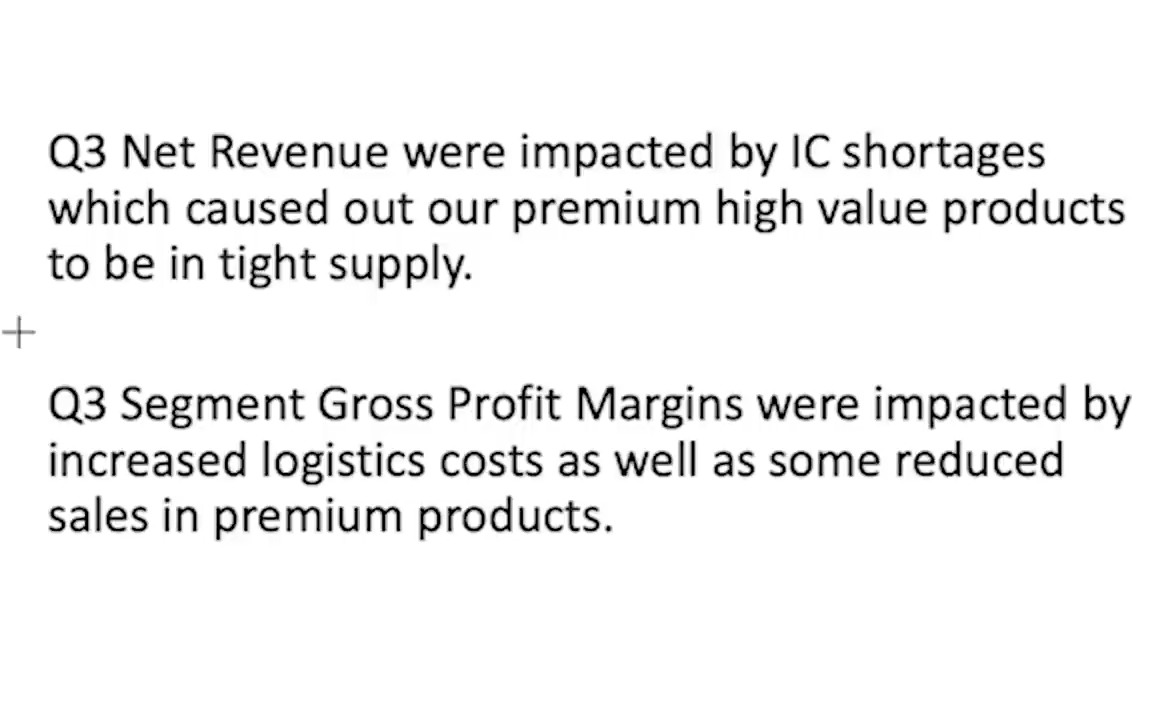 Q3 Net Revenue were impacted by IC shortages
which caused out our premium high value products
to be in tight supply.
Q3 Segment Gross Profit Margins were impacted by
increased logistics costs as well as some reduced
sales in premium products.